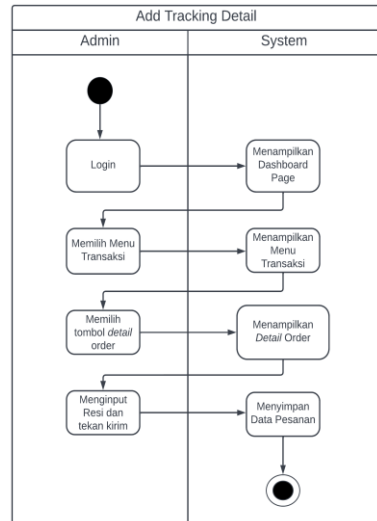 Add Tracking Detail
Admin
System
Login
Menampilkan
Dashboard
Page
Memilih Menu
Transaksi
Menampilkan
Menu
Transaksi
Memilih
tombol detail
order
Menampilkan
Detail Order
Menginput
Resi dan
tekan kirim
Menyimpan
Data Pesanan